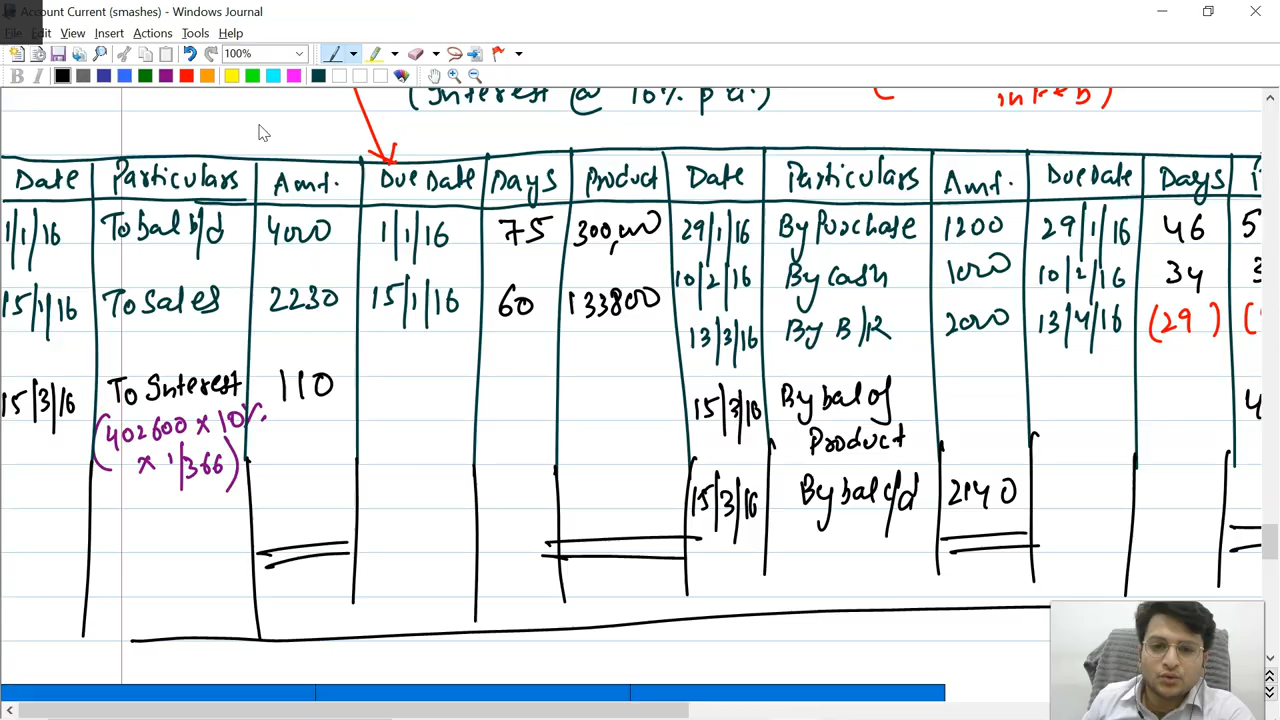 Account Current (smashes) - Windows Journal
File Edit View Insert Actions Tools Help
100%
B I
(Interest @ 10% p.a.)
Date Particulars Amt. Due Date Days Product Date Particulars Amt. Due Date Days
1/1/16 To bal b/d 4000 1/1/16 75 300,000 29/1/16 By Purchase 1200 29/1/16 46 5
10/2/16 By Cash 1000 10/2/16 34 3
15/1/16 To Sales 2230 15/1/16 60 133800
13/3/16 By B/R 2000 13/4/16 (29) (
15/3/16 To Interest 110
(402600 x 10%
x 1/366)
15/3/16 By bal of
Product 4
15/3/16 By bal c/d 2140